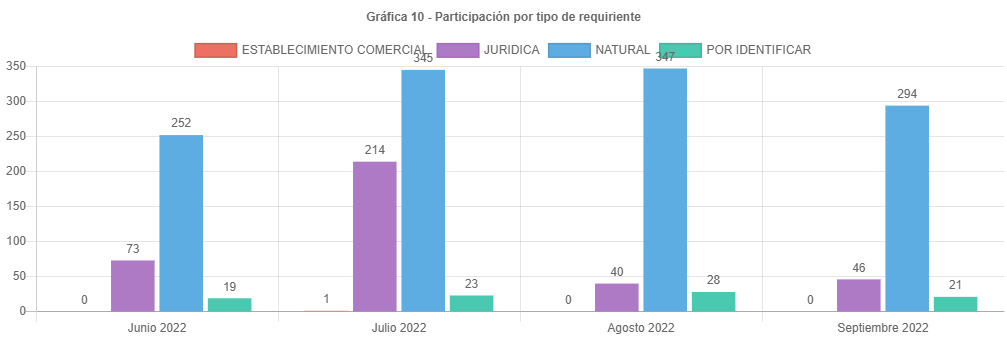 Gráfica 10 - Participación por tipo de requiriente
ESTABLECIMIENTO COMERCIAL JURIDICA NATURAL POR IDENTIFICAR
350
300
250
200
150
100
50
0
0 73 252 19
1 214 345 23
0 40 347 28
0 46 294 21
Junio 2022 Julio 2022 Agosto 2022 Septiembre 2022